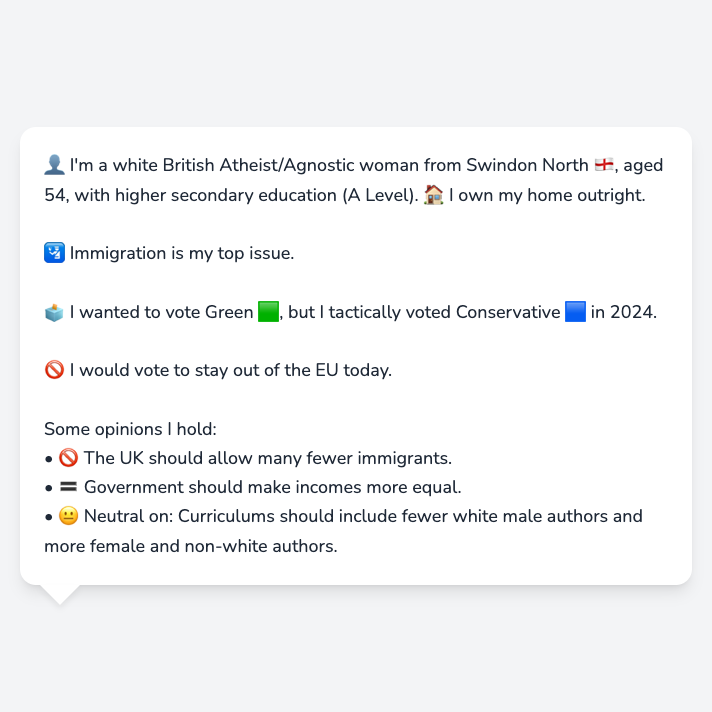 👤 I'm a white British Atheist/Agnostic woman from Swindon North 🏴󠁧󠁢󠁥󠁮󠁧󠁿, aged
54, with higher secondary education (A Level). 🏠 I own my home outright.
🛂 Immigration is my top issue.
🗳️ I wanted to vote Green 🟩, but I tactically voted Conservative 🟦 in 2024.
🚫 I would vote to stay out of the EU today.
Some opinions I hold:
• 🚫 The UK should allow many fewer immigrants.
• 🟰 Government should make incomes more equal.
• 😐 Neutral on: Curriculums should include fewer white male authors and
more female and non-white authors.